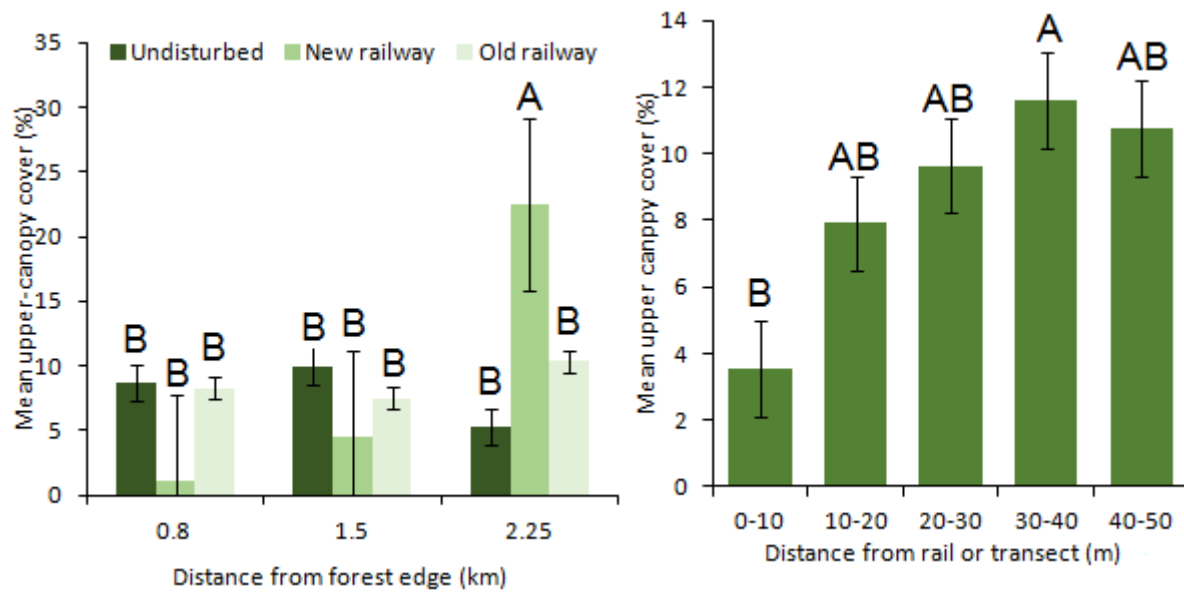 Mean upper-canopy cover (%)
35
30
25
20
15
10
5
0
Undisturbed New railway Old railway
B
B
B
B
B
B
B
A
B
0.8 1.5 2.25
Distance from forest edge (km)
Mean upper canppy cover (%)
14
12
10
8
6
4
2
0
B
AB
AB
A
AB
0-10 10-20 20-30 30-40 40-50
Distance from rail or transect (m)